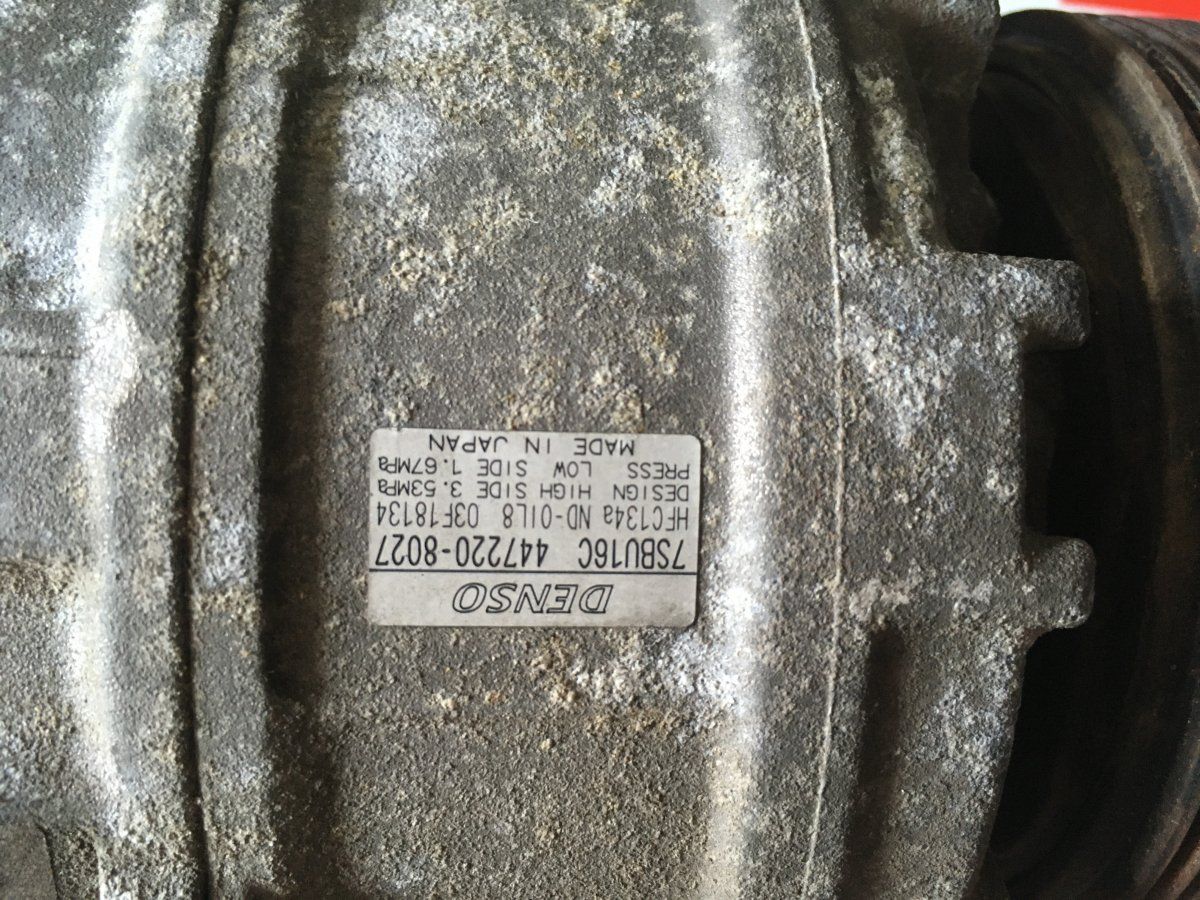 DENSO
7SBU16C 447220-8027
HFC134a ND-OIL8 03F18134
DESIGN HIGH SIDE 3.53MPa
PRESS LOW SIDE 1.67MPa
MADE IN JAPAN